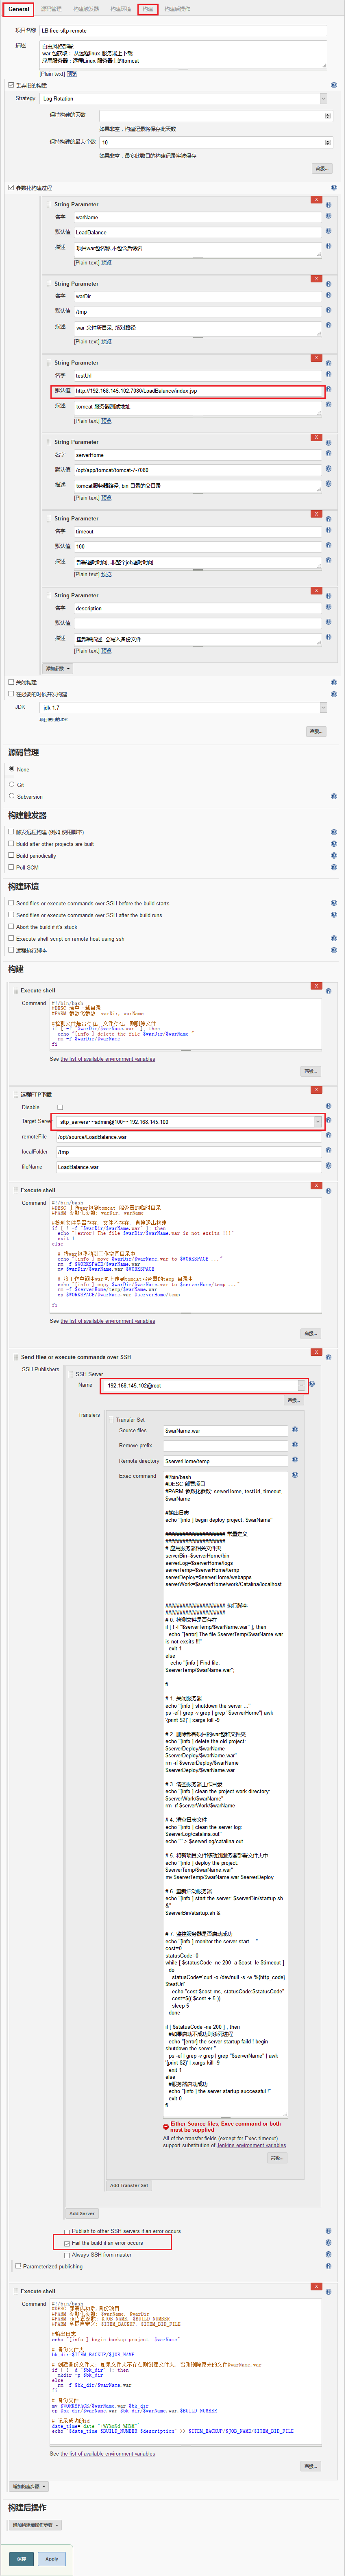 General 源码管理 构建触发器 构建环境 构建 构建后操作
项目名称 LB-free-sftp-remote
描述 自由风格部署
war 包获取： 从远程linux 服务器上下载
应用服务器：远程Linux 服务器上的tomcat
[Plain text] 预览
丢弃旧的构建
Strategy Log Rotation
保持构建的天数
如果非空，构建记录将保存此天数
保持构建的最大个数 10
如果非空，最多此数目的构建记录将被保存
高级...
参数化构建过程
X
String Parameter
名字 warName
默认值 LoadBalance
描述 项目war包名称,不包含后缀名
[Plain text] 预览
X
String Parameter
名字 warDir
默认值 /tmp
描述 war 文件所目录, 绝对路径
[Plain text] 预览
X
String Parameter
名字 testUrl
默认值 http://192.168.145.102:7080/LoadBalance/index.jsp
描述 tomcat 服务器测试地址
[Plain text] 预览
X
String Parameter
名字 serverHome
默认值 /opt/app/tomcat/tomcat-7-7080
描述 tomcat服务器路径, bin 目录的父目录
[Plain text] 预览
X
String Parameter
名字 timeout
默认值 100
描述 部署超时时间, 非整个job超时时间
[Plain text] 预览
X
String Parameter
名字 description
默认值
描述 重部署描述, 会写入备份文件
[Plain text] 预览
添加参数
关闭构建
在必要的时候并发构建
JDK jdk 1.7
项目使用的JDK
高级...
源码管理
None
Git
Subversion
构建触发器
触发远程构建 (例如,使用脚本)
Build after other projects are built
Build periodically
Poll SCM
构建环境
Send files or execute commands over SSH before the build starts
Send files or execute commands over SSH after the build runs
Abort the build if it's stuck
Execute shell script on remote host using ssh
远程执行脚本
构建
X
Execute shell
Command #!/bin/bash
#DESC 清空下载目录
#PARM 参数化参数: warDir, warName
#检测文件是否存在, 文件存在, 则删除文件
if [ -f "$warDir/$warName.war" ]; then
echo "[info ] delete the file $warDir/$warName "
rm -f $warDir/$warName
fi
See the list of available environment variables
高级...
X
远程FTP下载
Disable
Target Server sftp_servers~~admin@100~~192.168.145.100
remoteFile /opt/source/LoadBalance.war
localFolder /tmp
fileName LoadBalance.war
X
Execute shell
Command #!/bin/bash
#DESC 上传war包到tomcat 服务器的临时目录
#PARM 参数化参数: warDir, warName
#检测文件是否存在, 文件不存在, 直接退出构建
if [ ! -f "$warDir/$warName.war" ]; then
echo "[error] The file $warDir/$warName.war is not exsits !!!"
exit 1
else
# 将war包移动到工作空间目录中
echo "[info ] move $warDir/$warName.war to $WORKSPACE ..."
rm -f $WORKSPACE/$warName.war
mv $warDir/$warName.war $WORKSPACE
# 将工作空间中war包上传到tomcat服务器的temp 目录中
echo "[info ] copy $warDir/$warName.war to $serverHome/temp ..."
rm -f $serverHome/temp/$warName.war
cp $WORKSPACE/$warName.war $serverHome/temp
fi
See the list of available environment variables
高级...
X
Send files or execute commands over SSH
SSH Publishers
SSH Server
Name 192.168.145.102@root
高级...
Transfers
Transfer Set
Source files $warName.war
Remove prefix
Remote directory $serverHome/temp
Exec command #!/bin/bash
#DESC 部署项目
#PARM 参数化参数: serverHome, testUrl, timeout,
$warName
#输出日志
echo "[info ] begin deploy project: $warName"
##################### 常量定义
#####################
# 应用服务器相关文件夹
serverBin=$serverHome/bin
serverLog=$serverHome/logs
serverTemp=$serverHome/temp
serverDeploy=$serverHome/webapps
serverWork=$serverHome/work/Catalina/localhost
##################### 执行脚本
#####################
# 0. 检测文件是否存在
if [ ! -f "$serverTemp/$warName.war" ]; then
echo "[error] The file $serverTemp/$warName.war
is not exsits !!!"
exit 1
else
echo "[info ] Find file:
$serverTemp/$warName.war";
fi
# 1. 关闭服务器
echo "[info ] shutdown the server ..."
ps -ef | grep -v grep | grep "$serverHome"| awk
'{print $2}' | xargs kill -9
# 2. 删除部署项目的war包和文件夹
echo "[info ] delete the old project:
$serverDeploy/$warName
$serverDeploy/$warName.war"
rm -rf $serverDeploy/$warName
$serverDeploy/$warName.war
# 3. 清空服务器工作目录
echo "[info ] clean the project work directory:
$serverWork/$warName"
rm -rf $serverWork/$warName
# 4. 清空日志文件
echo "[info ] clean the server log:
$serverLog/catalina.out"
echo "" > $serverLog/catalina.out
# 5. 将新项目文件移动到服务器部署文件夹中
echo "[info ] deploy the project:
$serverTemp/$warName.war"
mv $serverTemp/$warName.war $serverDeploy
# 6. 重新启动服务器
echo "[info ] start the server: $serverBin/startup.sh
&"
$serverBin/startup.sh &
# 7. 监控服务器是否启动成功
echo "[info ] monitor the server start ..."
cost=0
statusCode=0
while [ $statusCode -ne 200 -a $cost -le $timeout ]
do
statusCode=`curl -o /dev/null -s -w %{http_code}
$testUrl`
echo "cost $cost ms, statusCode $statusCode"
cost=$(( $cost + 5 ))
sleep 5
done
if [ $statusCode -ne 200 ] ; then
#如果启动不成功则杀死进程
echo "[error] the server startup faild ! begin
shutdown the server "
ps -ef | grep -v grep | grep "$serverName" | awk
'{print $2}' | xargs kill -9
exit 1
else
#服务器启动成功
echo "[info ] the server startup successful !"
exit 0
fi
Either Source files, Exec command or both
must be supplied
All of the transfer fields (except for Exec timeout)
support substitution of Jenkins environment variables
高级...
Add Transfer Set
Add Server
Publish to other SSH servers if an error occurs
Fail the build if an error occurs
Always SSH from master
Parameterized publishing
X
Execute shell
Command #!/bin/bash
#DESC 部署成功后,备份项目
#PARM 参数化参数: $warName, $warDir
#PARM jk内置参数: $JOB_NAME, $BUILD_NUMBER
#PARM 全局自定义: $ITEM_BACKUP, $ITEM_BID_FILE
#输出日志
echo "[info ] begin backup project: $warName"
# 备份文件夹
bk_dir=$ITEM_BACKUP/$JOB_NAME
# 创建备份文件夹: 如果文件夹不存在则创建文件夹, 否则删除原来的文件$warName.war
if [ ! -d "$bk_dir" ]; then
mkdir -p $bk_dir
else
rm -f $bk_dir/$warName.war
fi
# 备份文件
mv $WORKSPACE/$warName.war $bk_dir
cp $bk_dir/$warName.war $bk_dir/$warName.war.$BUILD_NUMBER
# 记录成功的id
date_time=`date "+%Y%m%d-%H%M"`
echo "$date_time $BUILD_NUMBER $description" >> $ITEM_BACKUP/$JOB_NAME/$ITEM_BID_FILE
See the list of available environment variables
高级...
增加构建步骤
构建后操作
增加构建后操作步骤
保存 Apply